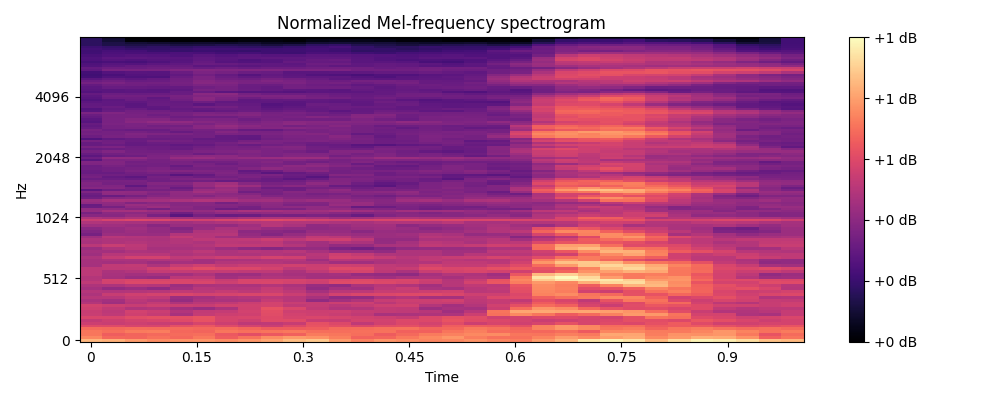 Normalized Mel-frequency spectrogram
Hz
4096
2048
1024
512
0
0 0.15 0.3 0.45 0.6 0.75 0.9
Time
+1 dB
+1 dB
+1 dB
+0 dB
+0 dB
+0 dB